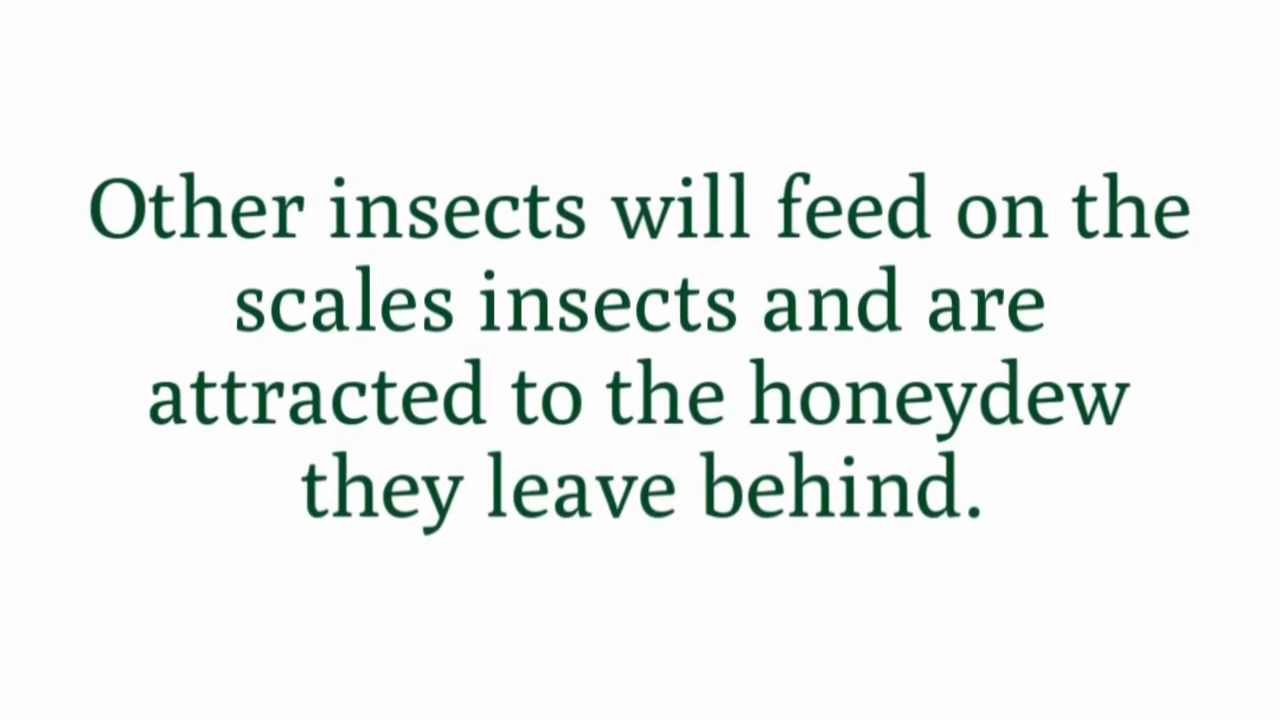 Other insects will feed on the
scales insects and are
attracted to the honeydew
they leave behind.